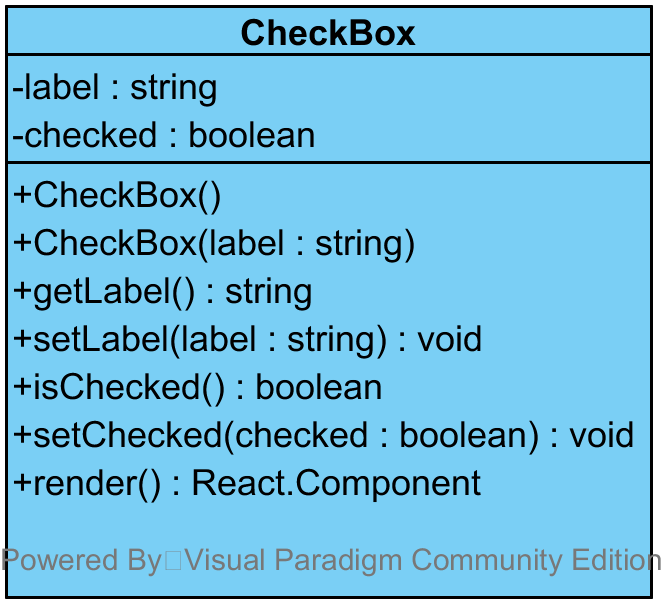 CheckBox
-label : string
-checked : boolean
+CheckBox()
+CheckBox(label : string)
+getLabel() : string
+setLabel(label : string) : void
+isChecked() : boolean
+setChecked(checked : boolean) : void
+render() : React.Component
Powered By Visual Paradigm Community Edition